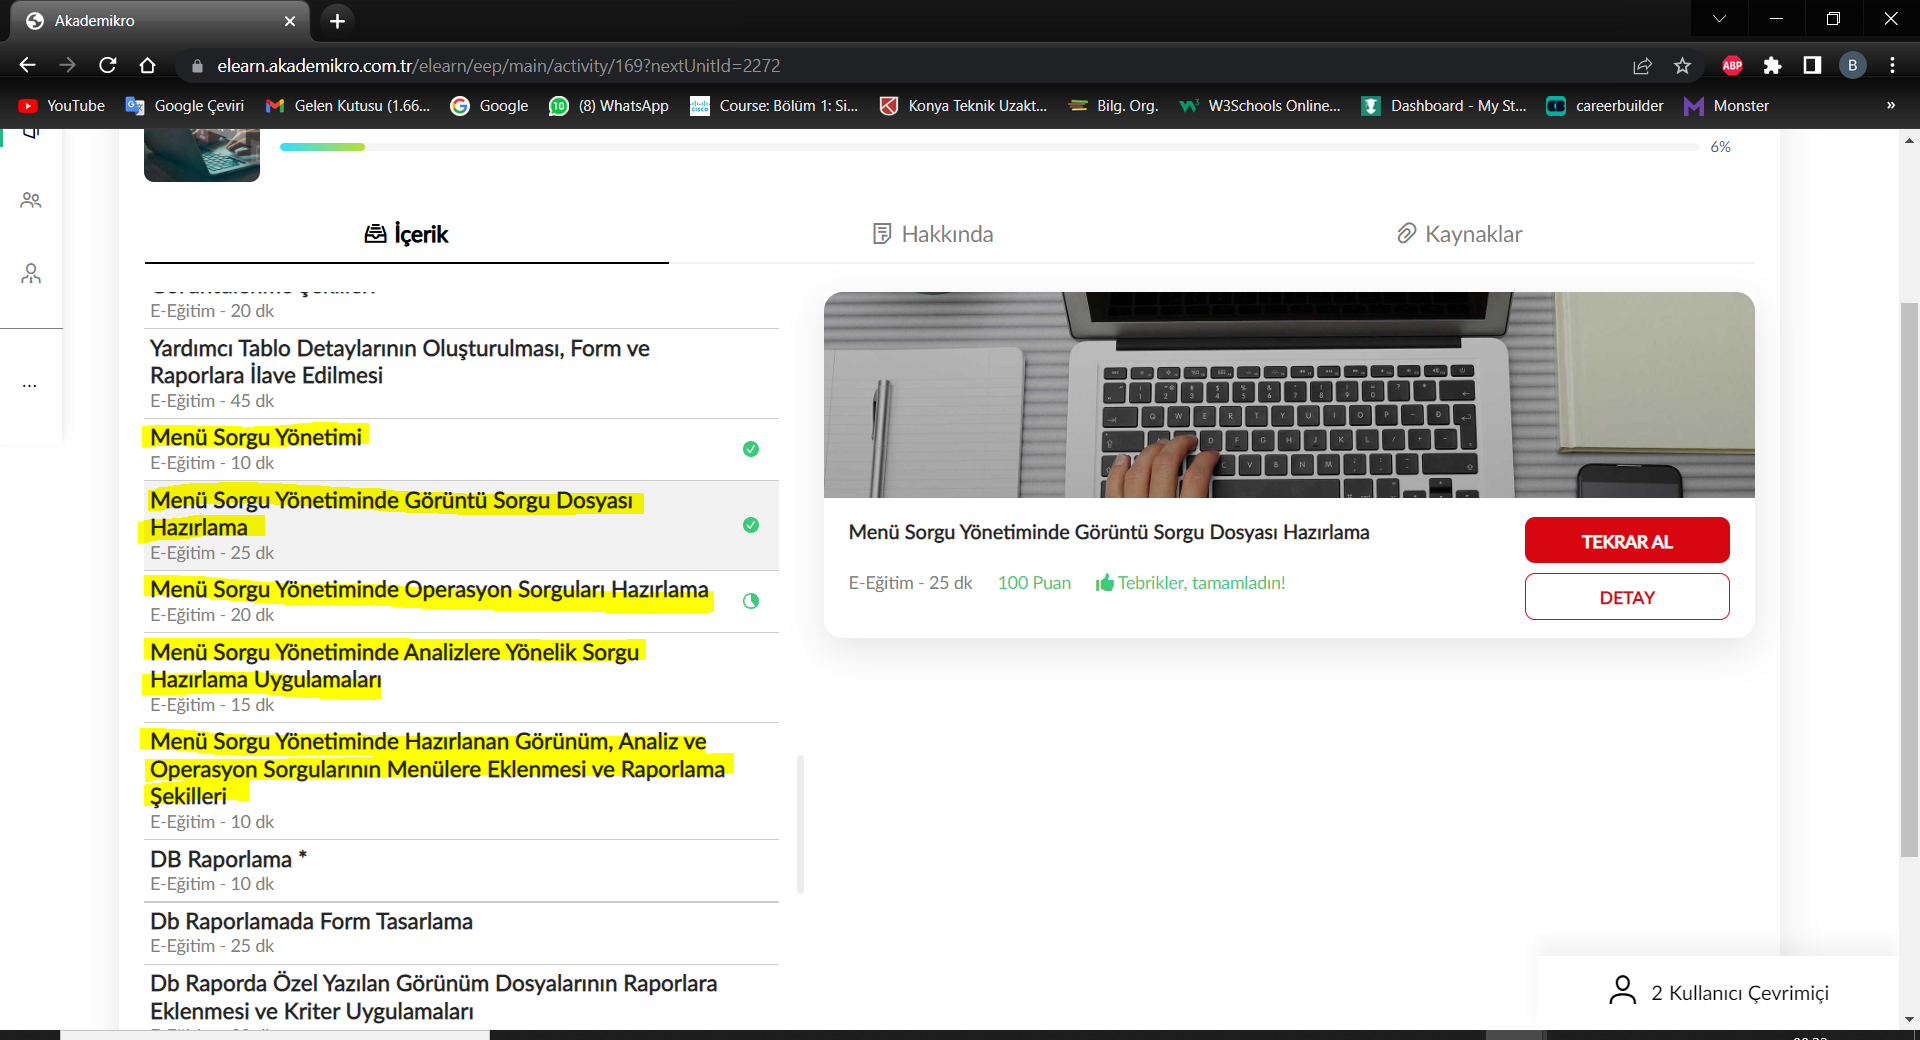 Akademikro
elearn.akademikro.com.tr/elearn/eep/main/activity/169?nextUnitId=2272
ABP
B
YouTube
Google Çeviri
Gelen Kutusu (1.66...
Google
10
(8) WhatsApp
Course: Bölüm 1: Si...
Konya Teknik Uzakt...
Bilg. Org.
W3Schools Online...
Dashboard - My St...
careerbuilder
Monster
»
6%
İçerik
Hakkında
Kaynaklar
E-Eğitim - 20 dk
Yardımcı Tablo Detaylarının Oluşturulması, Form ve
Raporlara İlave Edilmesi
E-Eğitim - 45 dk
Menü Sorgu Yönetimi
E-Eğitim - 10 dk
Menü Sorgu Yönetiminde Görüntü Sorgu Dosyası
Hazırlama
E-Eğitim - 25 dk
Menü Sorgu Yönetiminde Operasyon Sorguları Hazırlama
E-Eğitim - 20 dk
Menü Sorgu Yönetiminde Analizlere Yönelik Sorgu
Hazırlama Uygulamaları
E-Eğitim - 15 dk
Menü Sorgu Yönetiminde Hazırlanan Görünüm, Analiz ve
Operasyon Sorgularının Menülere Eklenmesi ve Raporlama
Şekilleri
E-Eğitim - 10 dk
DB Raporlama *
E-Eğitim - 10 dk
Db Raporlamada Form Tasarlama
E-Eğitim - 25 dk
Db Raporda Özel Yazılan Görünüm Dosyalarının Raporlara
Eklenmesi ve Kriter Uygulamaları
Menü Sorgu Yönetiminde Görüntü Sorgu Dosyası Hazırlama
E-Eğitim - 25 dk
100 Puan
Tebrikler, tamamladın!
TEKRAR AL
DETAY
2 Kullanıcı Çevrimiçi